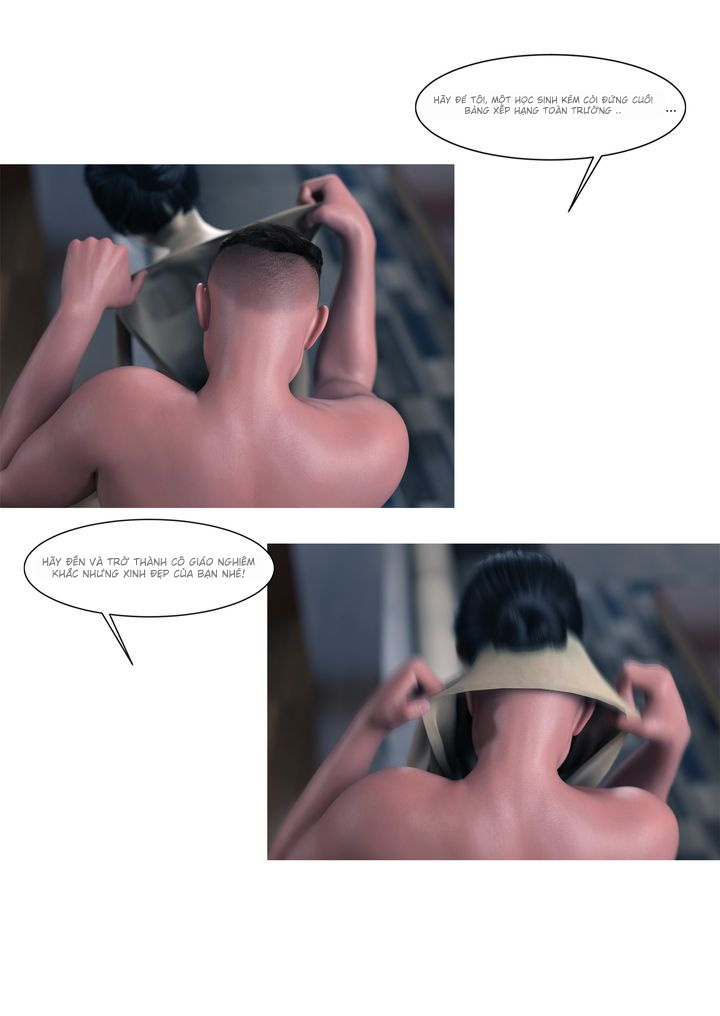 HÃY ĐỂ TÔI, MỘT HỌC SINH KÉM CỎI ĐỨNG CUỐI
BẢNG XẾP HẠNG TOÀN TRƯỜNG .. ...
HÃY ĐẾN VÀ TRỞ THÀNH CÔ GIÁO NGHIÊM
KHẮC NHƯNG XINH ĐẸP CỦA BẠN NHÉ!